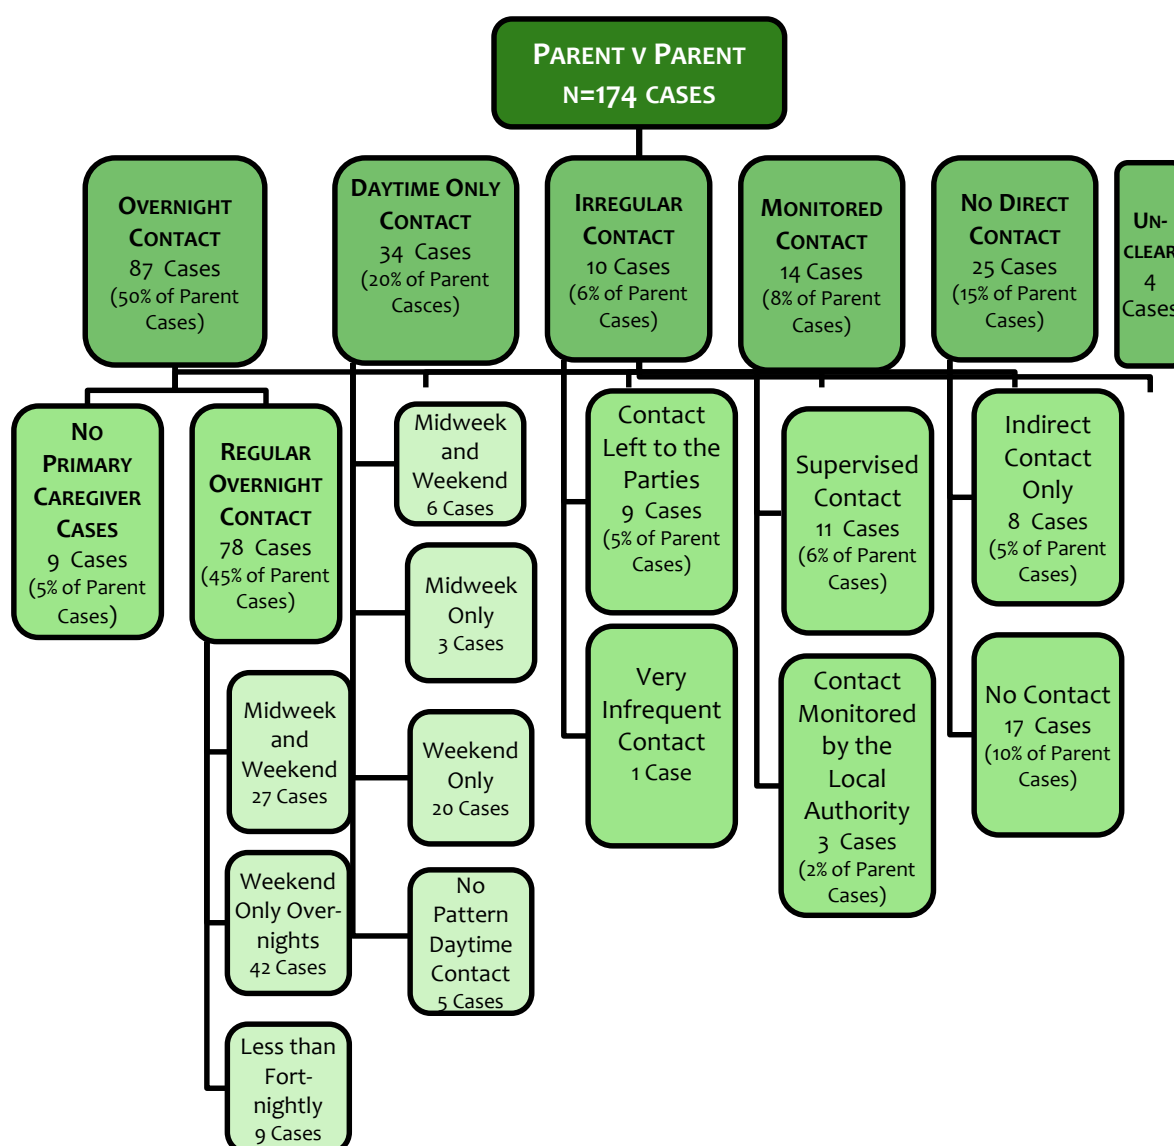 PARENT V PARENT
N=174 CASES
OVERNIGHT
CONTACT
87 Cases
(50% of Parent
Cases)
DAYTIME ONLY
CONTACT
34 Cases
(20% of Parent
Casces)
IRREGULAR
CONTACT
10 Cases
(6% of Parent
Cases)
MONITORED
CONTACT
14 Cases
(8% of Parent
Cases)
NO DIRECT
CONTACT
25 Cases
(15% of Parent
Cases)
UN-
CLEAR
4
Cases
NO
PRIMARY
CAREGIVER
CASES
9 Cases
(5% of Parent
Cases)
REGULAR
OVERNIGHT
CONTACT
78 Cases
(45% of Parent
Cases)
Midweek
and
Weekend
27 Cases
Weekend
Only Over-
nights
42 Cases
Less than
Fort-
nightly
9 Cases
Midweek
and
Weekend
6 Cases
Midweek
Only
3 Cases
Weekend
Only
20 Cases
No
Pattern
Daytime
Contact
5 Cases
Contact
Left to the
Parties
9 Cases
(5% of Parent
Cases)
Very
Infrequent
Contact
1 Case
Supervised
Contact
11 Cases
(6% of Parent
Cases)
Contact
Monitored
by the
Local
Authority
3 Cases
(2% of Parent
Cases)
Indirect
Contact
Only
8 Cases
(5% of Parent
Cases)
No Contact
17 Cases
(10% of Parent
Cases)